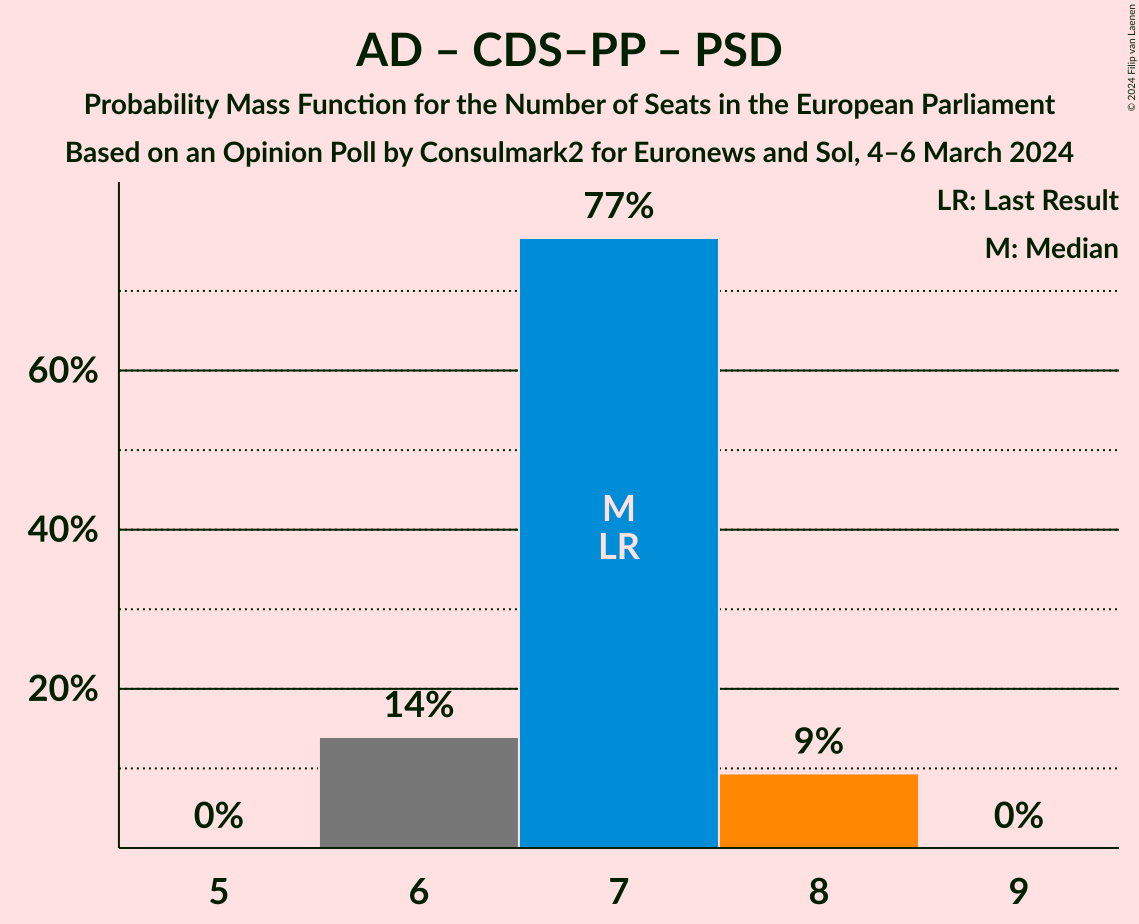 AD – CDS–PP – PSD
Probability Mass Function for the Number of Seats in the European Parliament
Based on an Opinion Poll by Consulmark2 for Euronews and Sol, 4–6 March 2024
© 2024 Filip van Laenen
LR: Last Result
M: Median
77%
60%
M
40%
LR
20%
14%
9%
0%
0%
5 6 7 8 9